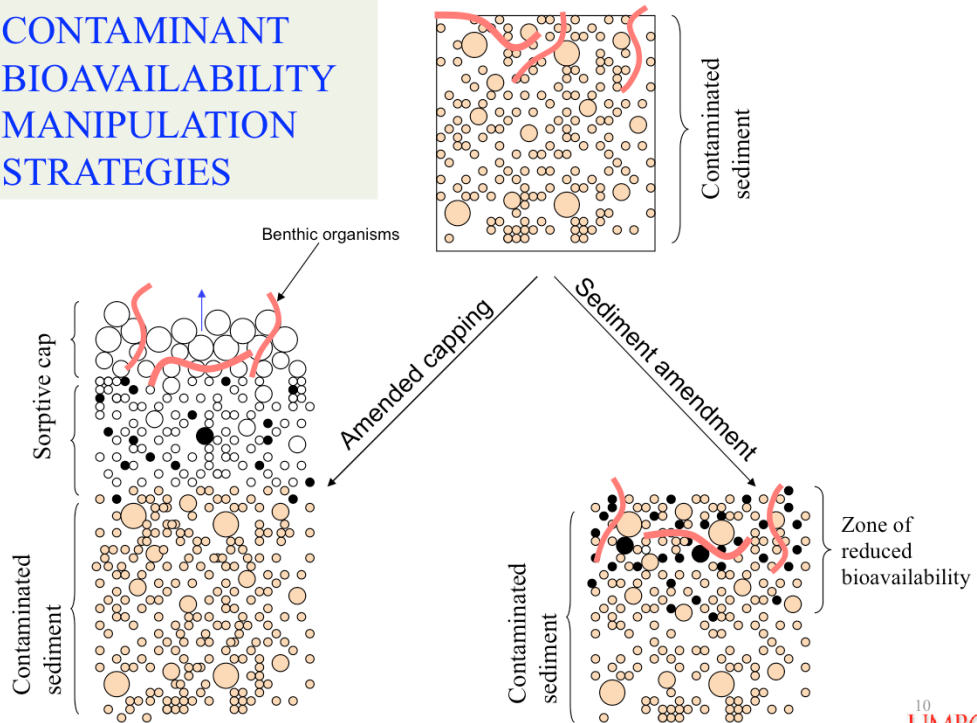 CONTAMINANT
BIOAVAILABILITY
MANIPULATION
STRATEGIES
Contaminated
sediment
Benthic organisms
Amended capping
Sediment amendment
Sorptive cap
Contaminated
sediment
Contaminated
sediment
Zone of
reduced
bioavailability
10